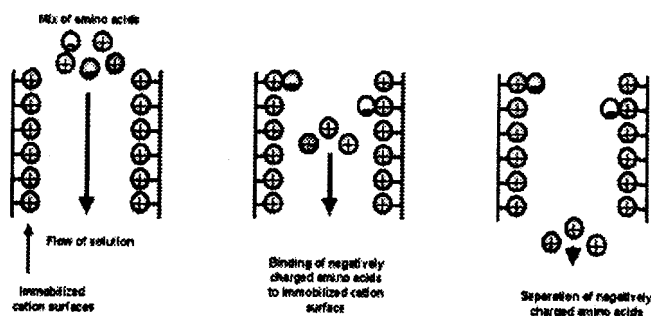 Mix of amino acids
Flow of solution
Immobilized
cation surfaces
Binding of negatively
charged amino acids
to immobilized cation
surface
Separation of negatively
charged amino acids